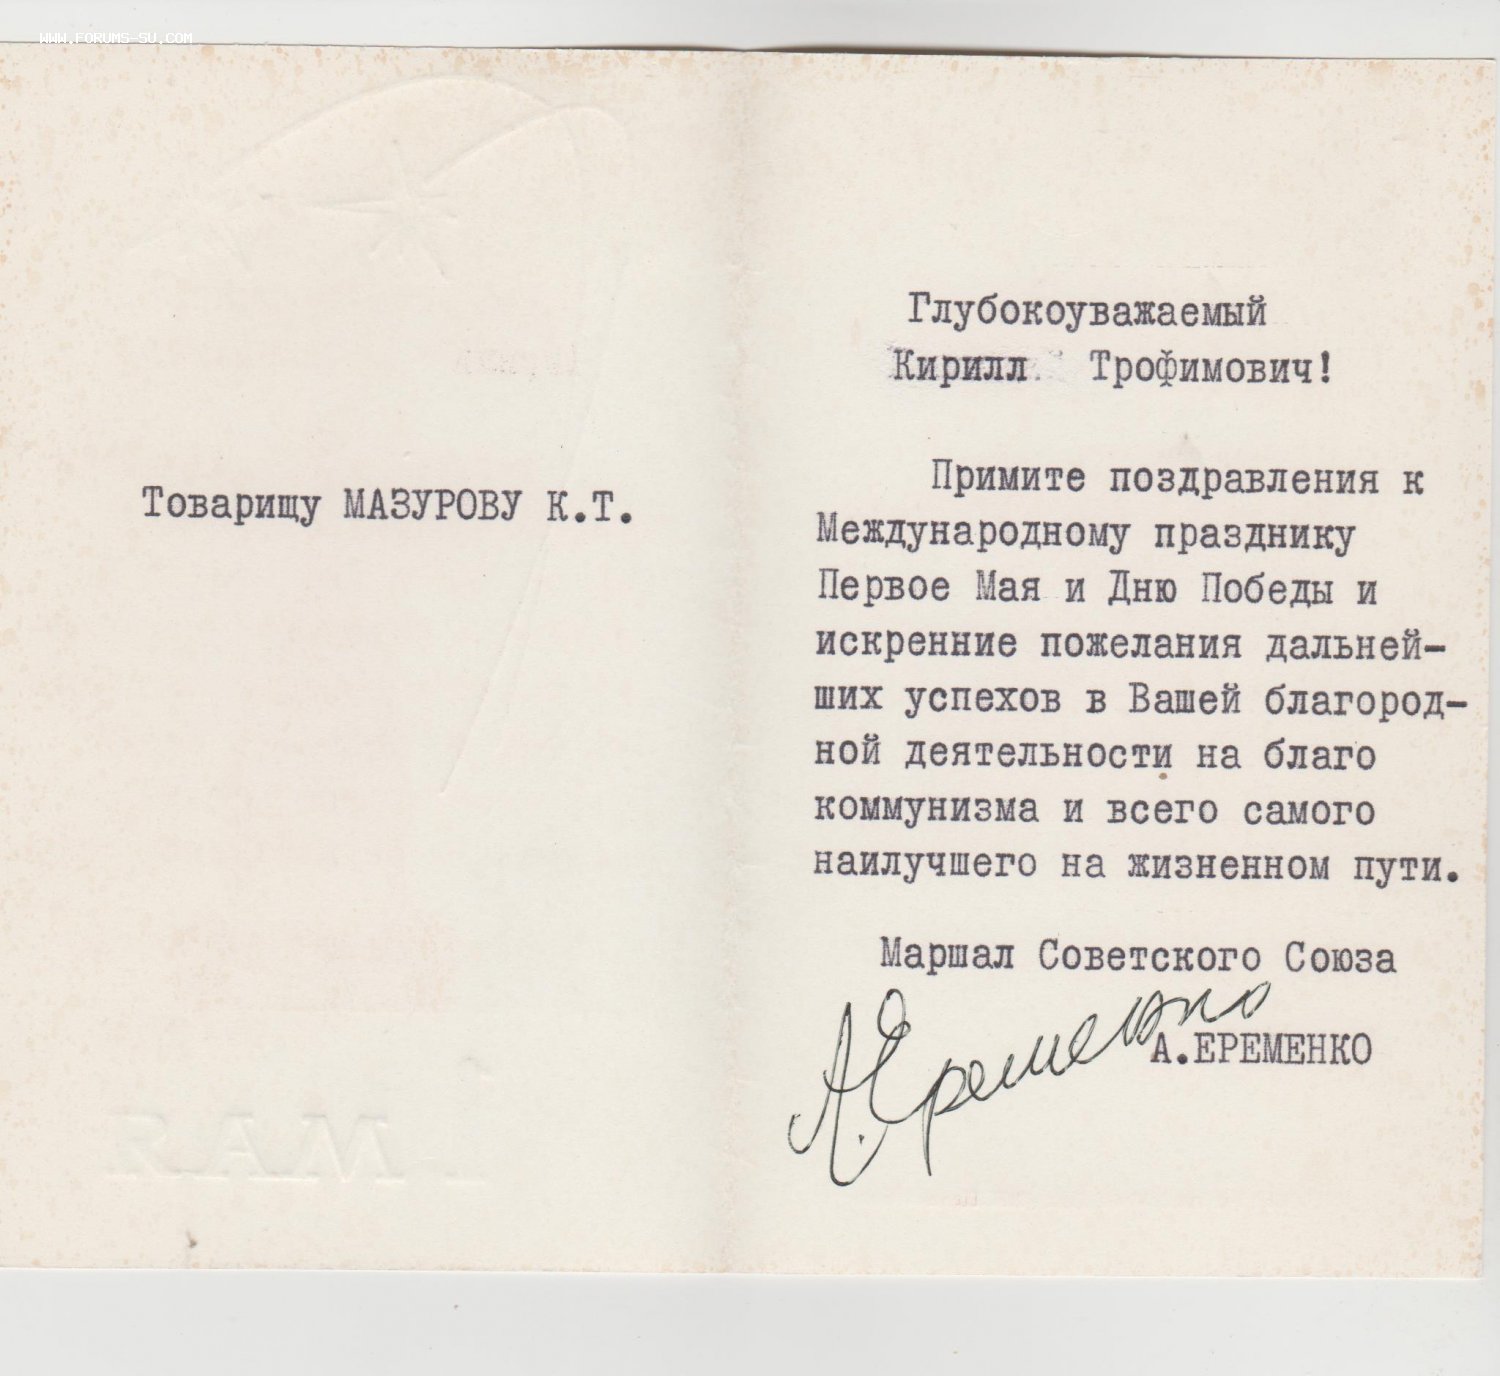 WWW.FORUMS-SU.COM
Товарищу МАЗУРОВУ К.Т.
Глубокоуважаемый
Кирилл Трофимович!
Примите поздравления к
Международному празднику
Первое Мая и Дню Победы и
искренние пожелания дальней-
ших успехов в Вашей благород-
ной деятельности на благо
коммунизма и всего самого
наилучшего на жизненном пути.
Маршал Советского Союза
А.Еременко
А.ЕРЕМЕНКО
1 МАЯ